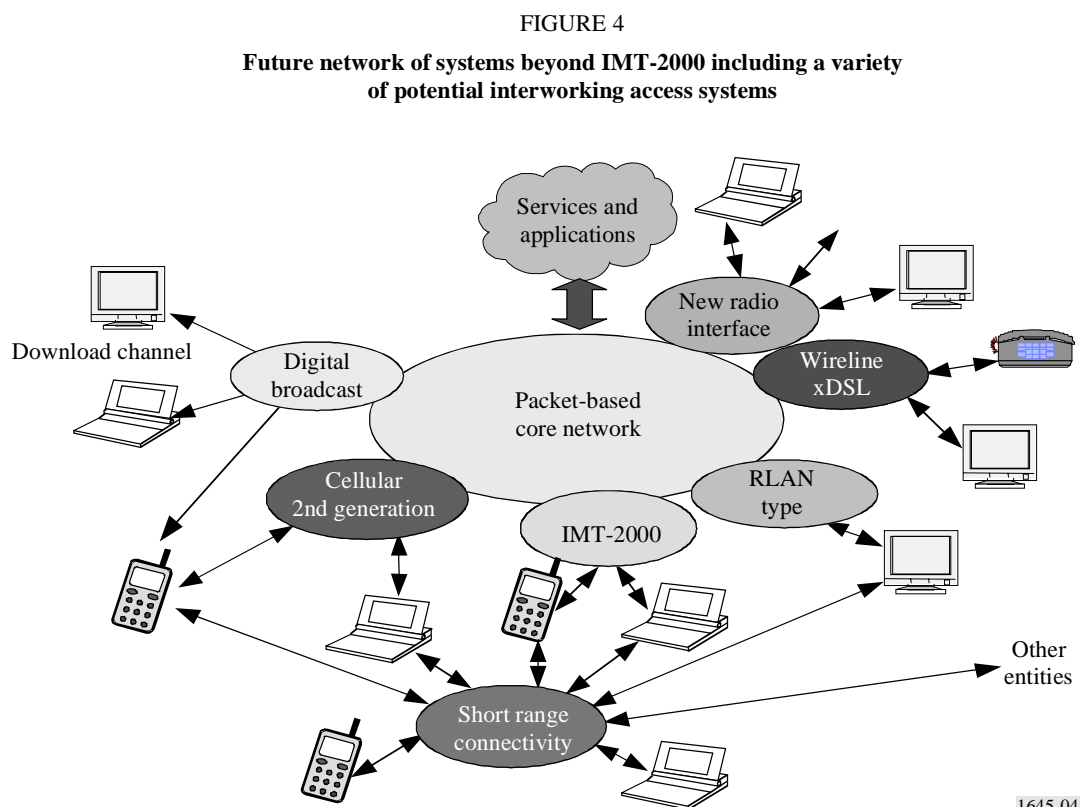 FIGURE 4
Future network of systems beyond IMT-2000 including a variety
of potential interworking access systems
Services and
applications
New radio
interface
Download channel
Digital
broadcast
Wireline
xDSL
Packet-based
core network
Cellular
2nd generation
RLAN
type
IMT-2000
Other
entities
Short range
connectivity
1645-04